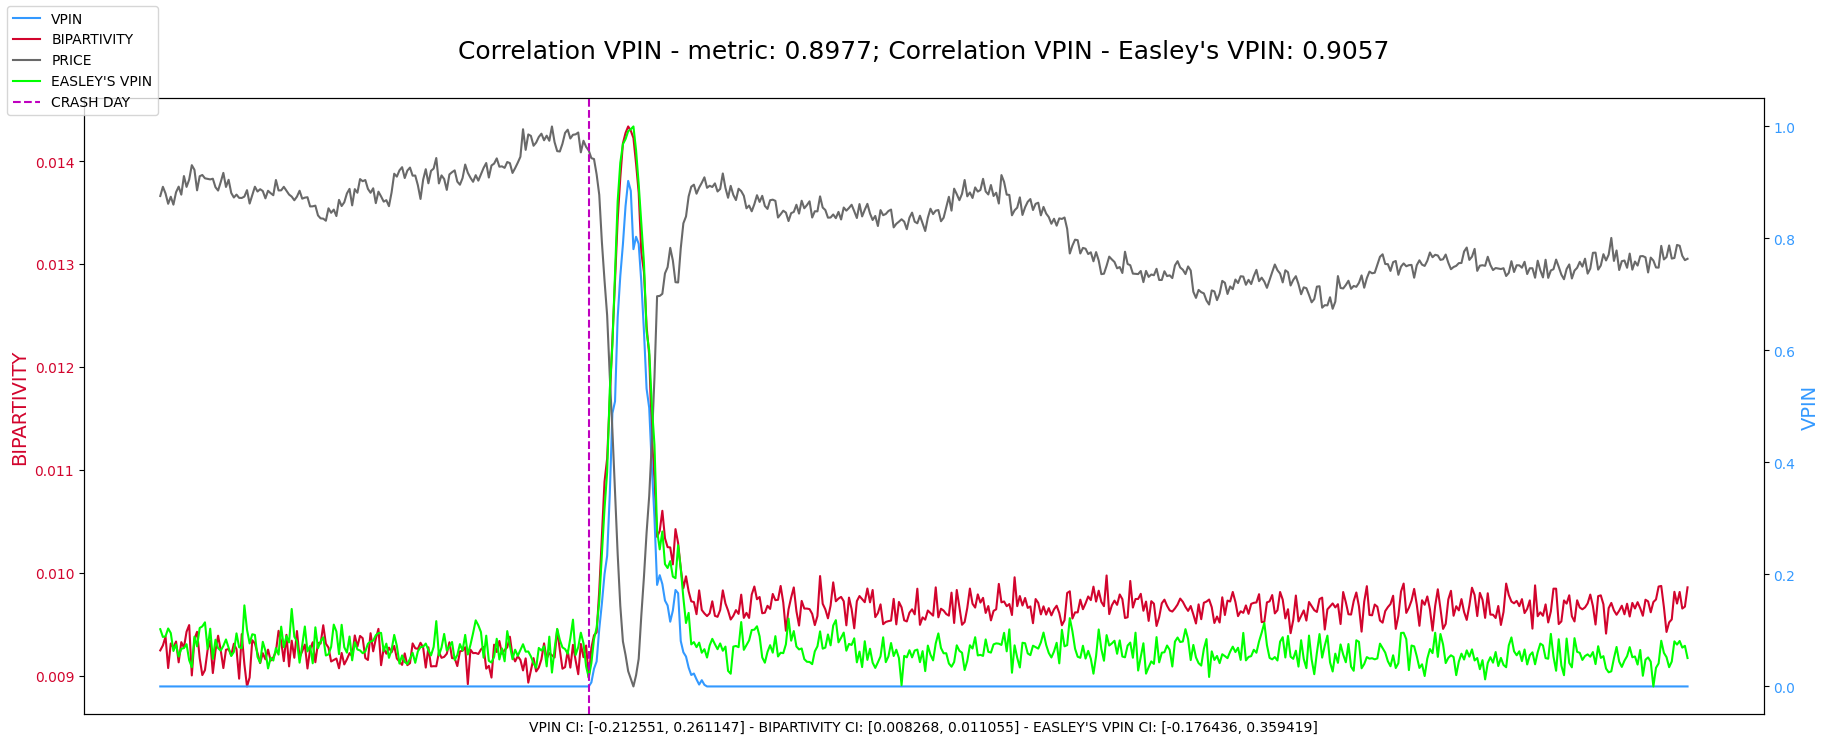 VPIN
BIPARTIVITY
PRICE
EASLEY'S VPIN
CRASH DAY
Correlation VPIN - metric: 0.8977; Correlation VPIN - Easley's VPIN: 0.9057
BIPARTIVITY
0.014
0.013
0.012
0.011
0.010
0.009
1.0
0.8
0.6
0.4
0.2
0.0
VPIN
VPIN CI: [-0.212551, 0.261147] - BIPARTIVITY CI: [0.008268, 0.011055] - EASLEY'S VPIN CI: [-0.176436, 0.359419]